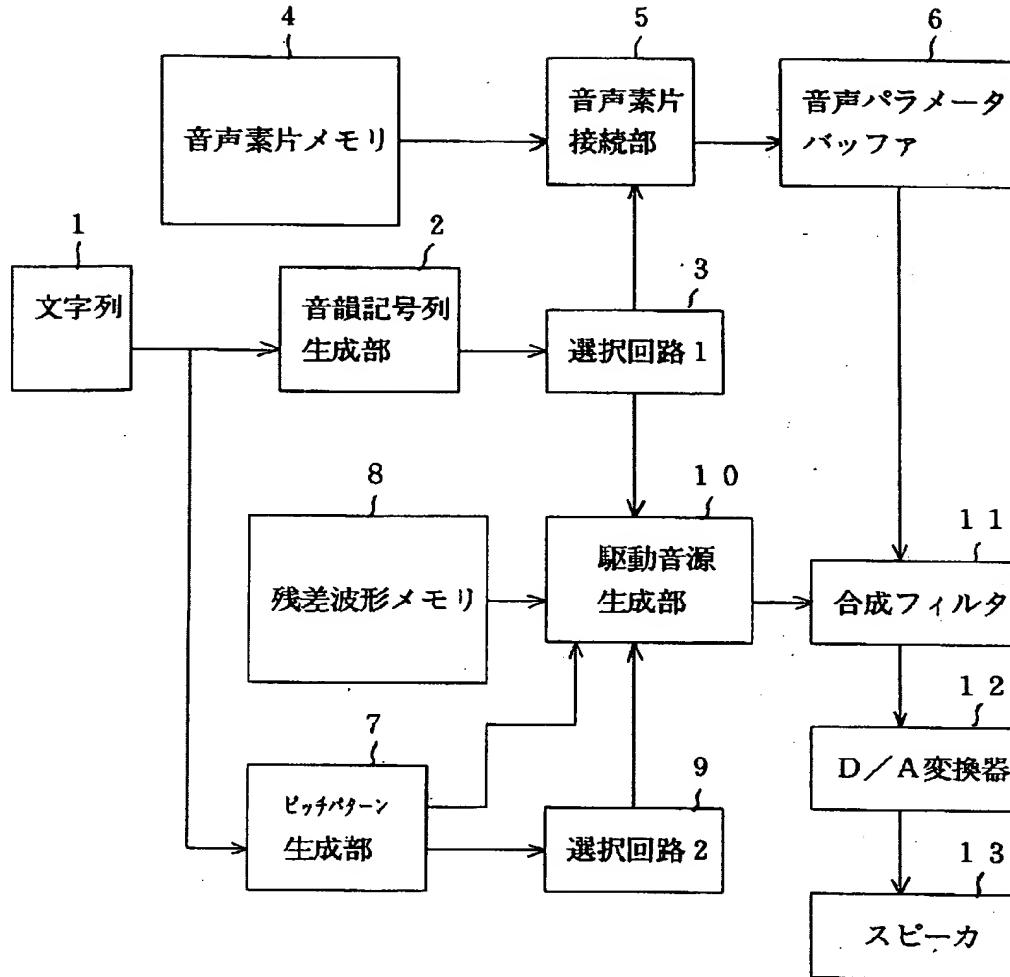 4
音声素片メモリ
5
音声素片
接続部
6
音声パラメータ
バッファ
1
文字列
2
音韻記号列
生成部
3
選択回路1
8
残差波形メモリ
10
駆動音源
生成部
11
合成フィルタ
7
ピッチパターン
生成部
9
選択回路2
12
D/A変換器
13
スピーカ